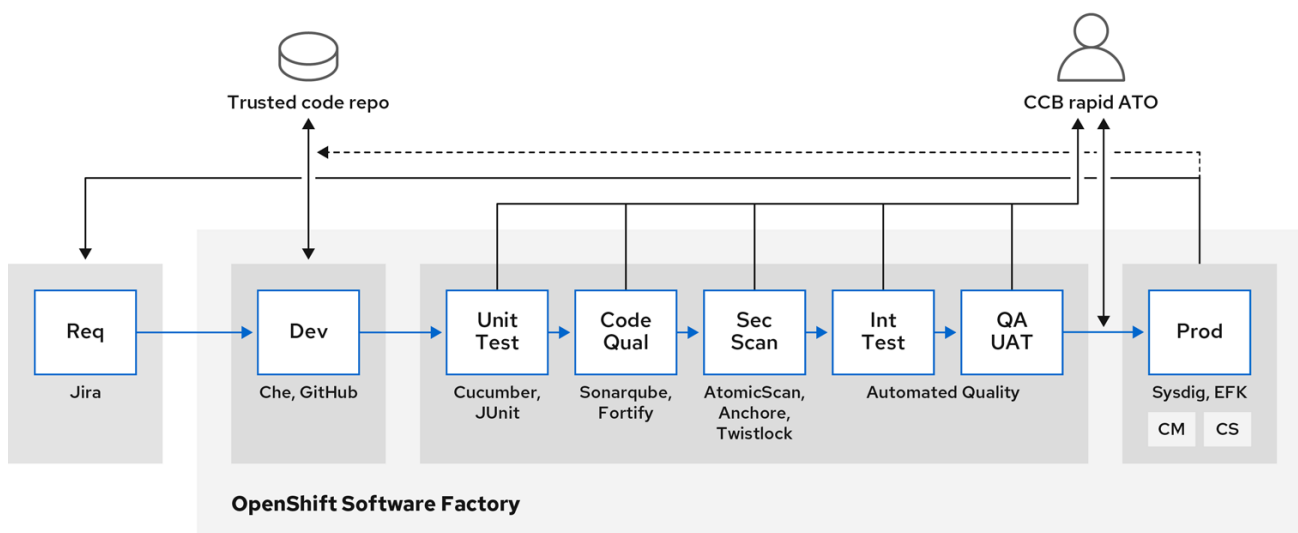 Trusted code repo
CCB rapid ATO
Req
Dev
Unit
Test
Code
Qual
Sec
Scan
Int
Test
QA
UAT
Prod
Jira
Che, GitHub
Cucumber,
JUnit
Sonarqube,
Fortify
AtomicScan,
Anchore,
Twistlock
Automated Quality
Sysdig, EFK
CM
CS
OpenShift Software Factory